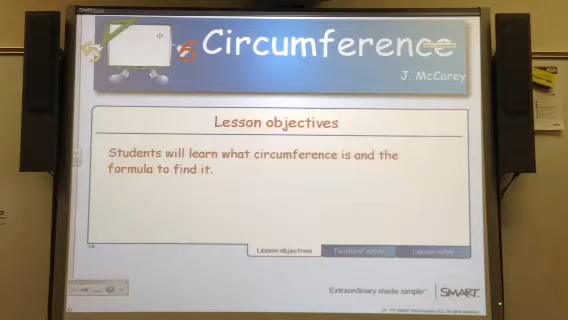 Circumference
J. McCarey
Lesson objectives
Students will learn what circumference is and the
formula to find it.
Lesson objectives
Teachers' notes
Lesson notes
Extraordinary made simple™
SMART